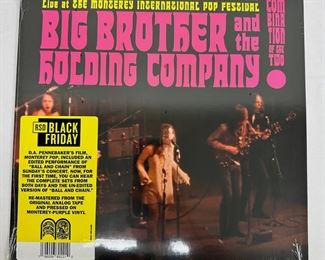 Live at the Monterey International Pop Festival
BIG BROTHER and the
HOLDING COMPANY!
COMBINATION OF THE TWO
RSD BLACK
FRIDAY
D.A. PENNEBAKER'S FILM,
MONTEREY POP, INCLUDED AN
EDITED PERFORMANCE OF
"BALL AND CHAIN" FROM
SUNDAY'S CONCERT. NOW, FOR
THE FIRST TIME, YOU CAN HEAR
THE COMPLETE SETS FROM
BOTH DAYS AND THE UN-EDITED
VERSION OF "BALL AND CHAIN."
RE-MASTERED FROM THE
ORIGINAL ANALOG TAPE
AND PRESSED ON
MONTEREY-PURPLE VINYL